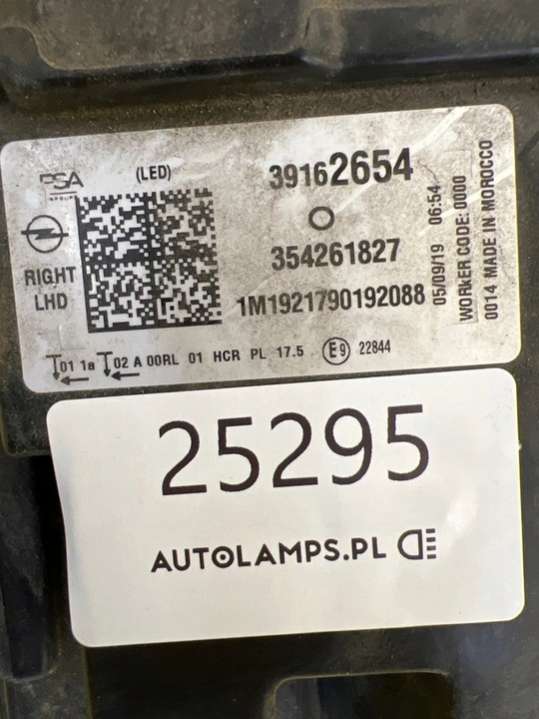 PSA
GROUPE
(LED)
39162654
RIGHT
LHD
354261827
1M1921790192088
05/09/19 06:54
WORKER CODE: 0000
0014 MADE IN MOROCCO
01 1a 02 A 00RL 01 HCR PL 17.5 E9 22844
25295
AUTOLAMPS.PL